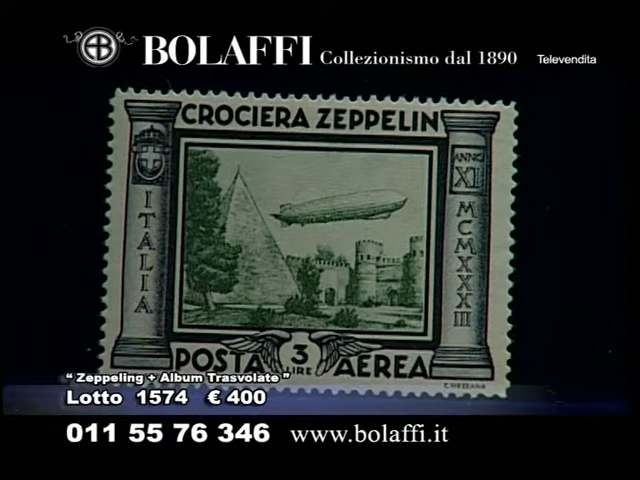 B
BOLAFFI Collezionismo dal 1890
Televendita
CROCIERA ZEPPELIN
ITALIA
ANNO
XI
MCMXXXIII
3
LIRE
POSTA AEREA
C. MEZZANA
" Zeppeling + Album Trasvolate "
Lotto 1574 € 400
011 55 76 346 www.bolaffi.it